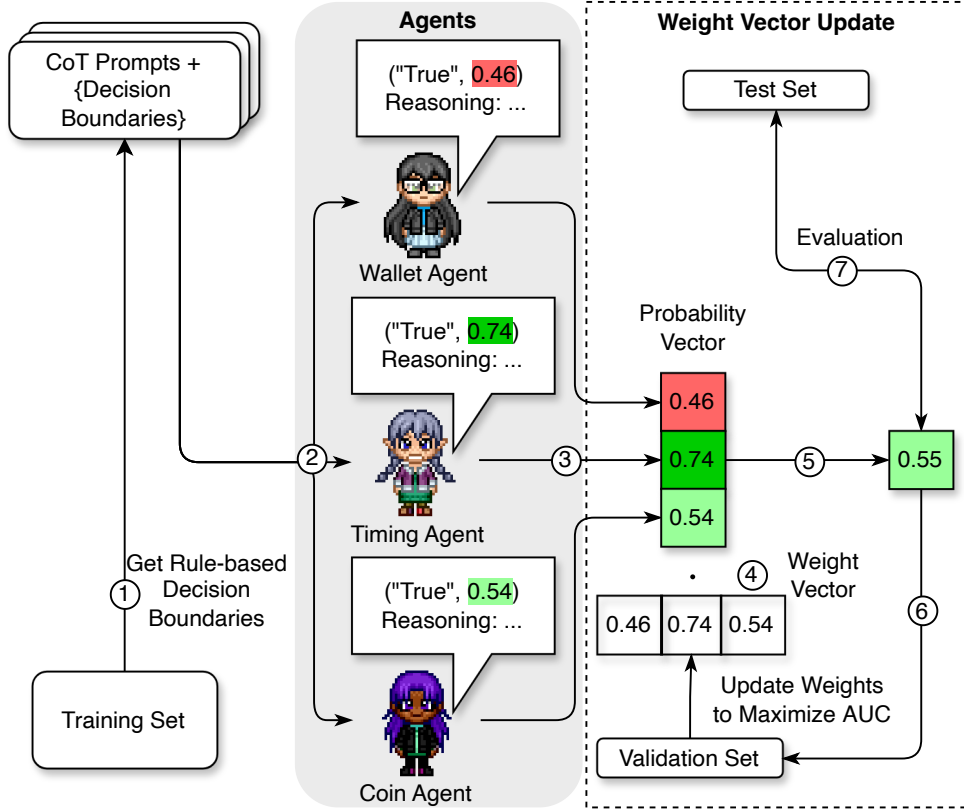 CoT Prompts +
{Decision
Boundaries}
1
Get Rule-based
Decision
Boundaries
Training Set
Agents
("True", 0.46)
Reasoning: ...
Wallet Agent
("True", 0.74)
Reasoning: ...
2
Timing Agent
3
("True", 0.54)
Reasoning: ...
Coin Agent
Weight Vector Update
Test Set
Evaluation
7
Probability
Vector
0.46
0.74
0.54
5
0.55
.
4
Weight
Vector
0.46 0.74 0.54
6
Update Weights
to Maximize AUC
Validation Set